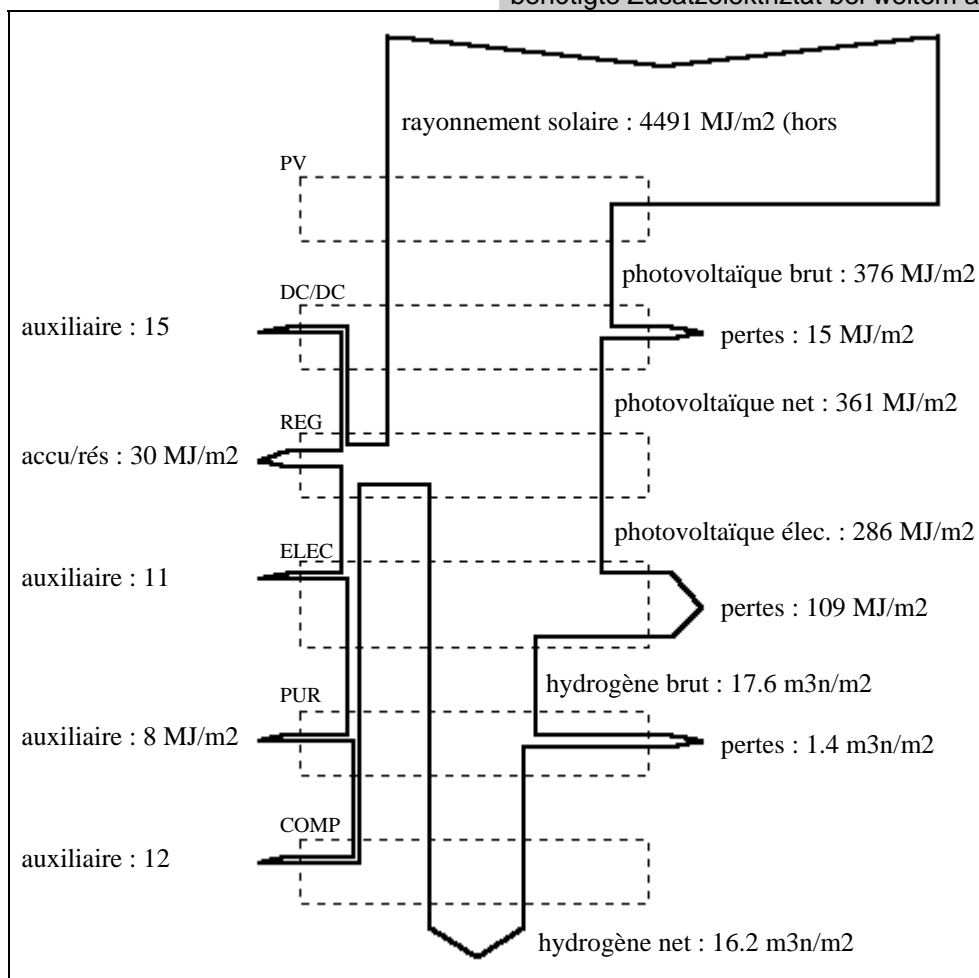 rayonnement solaire : 4491 MJ/m2 (hors
PV
photovoltaïque brut : 376 MJ/m2
DC/DC
auxiliaire : 15
pertes : 15 MJ/m2
photovoltaïque net : 361 MJ/m2
REG
accu/rés : 30 MJ/m2
photovoltaïque élec. : 286 MJ/m2
ELEC
auxiliaire : 11
pertes : 109 MJ/m2
hydrogène brut : 17.6 m3n/m2
PUR
auxiliaire : 8 MJ/m2
pertes : 1.4 m3n/m2
COMP
auxiliaire : 12
hydrogène net : 16.2 m3n/m2